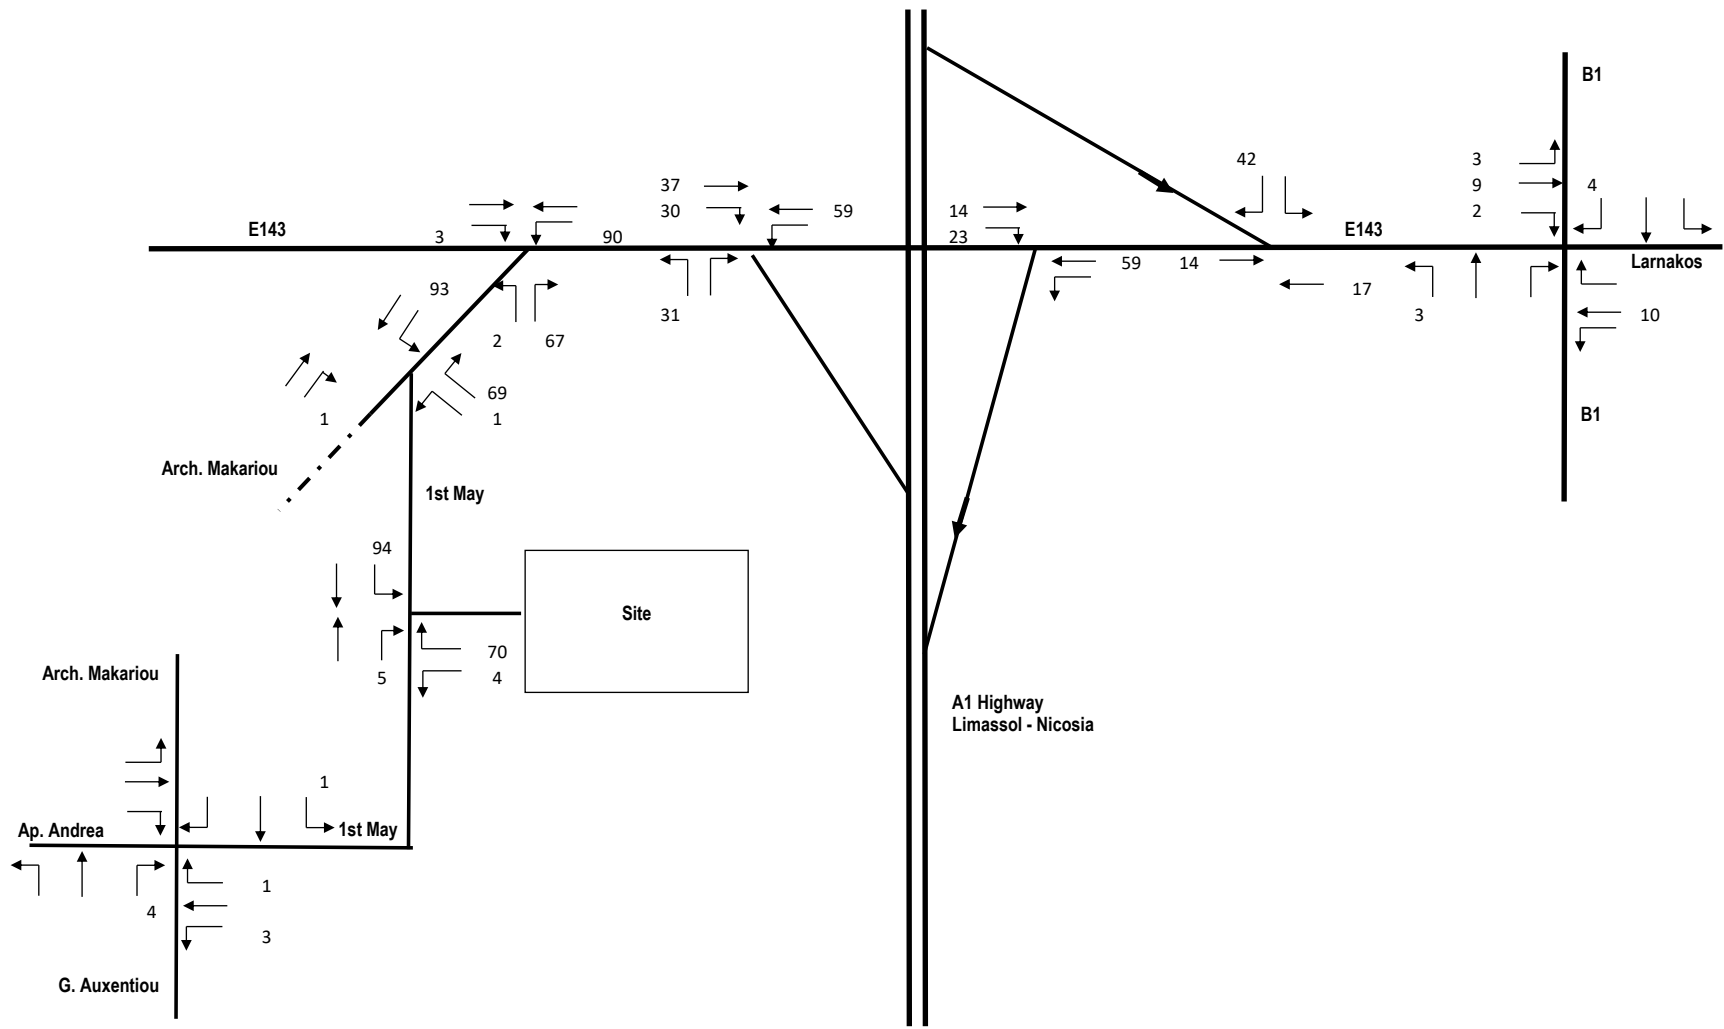 B1
42
3
9
4
2
37
30
59
14
E143
3
90
23
E143
Larnakos
59
14
17
93
31
3
10
2
67
69
1
1
B1
Arch. Makariou
1st May
94
Site
70
5
4
Arch. Makariou
A1 Highway
Limassol - Nicosia
1
Ap. Andrea
1st May
1
4
3
G. Auxentiou